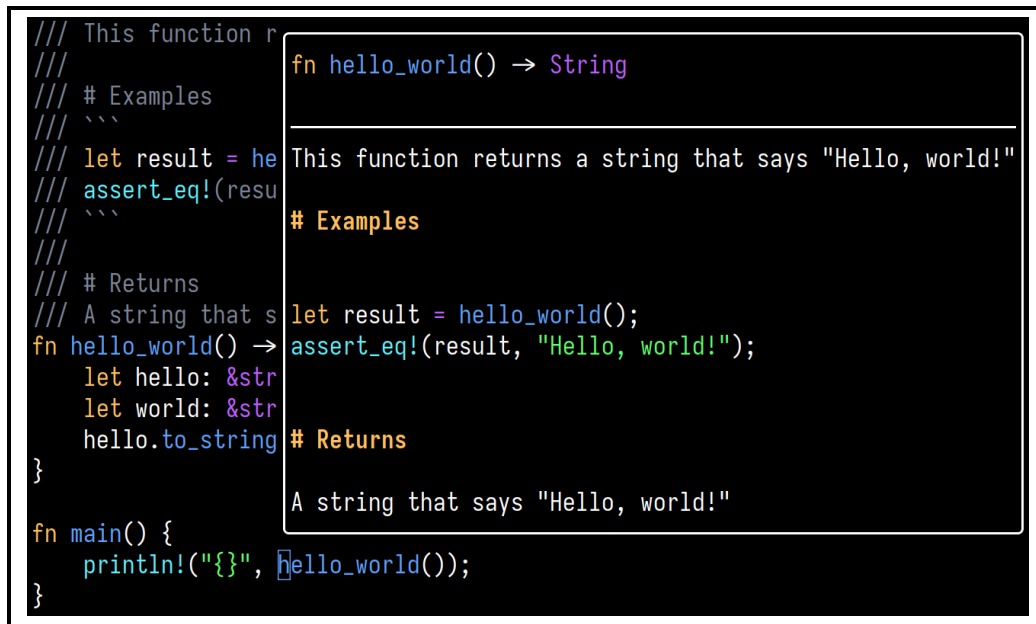 /// This function r
///
/// # Examples
/// ```
/// let result = he
/// assert_eq!(resu
/// ```
///
/// # Returns
/// A string that s
fn hello_world() →
    let hello: &str
    let world: &str
    hello.to_string
}

fn main() {
    println!("{}", hello_world());
}
fn hello_world() → String
This function returns a string that says "Hello, world!"
# Examples
let result = hello_world();
assert_eq!(result, "Hello, world!");
# Returns
A string that says "Hello, world!"